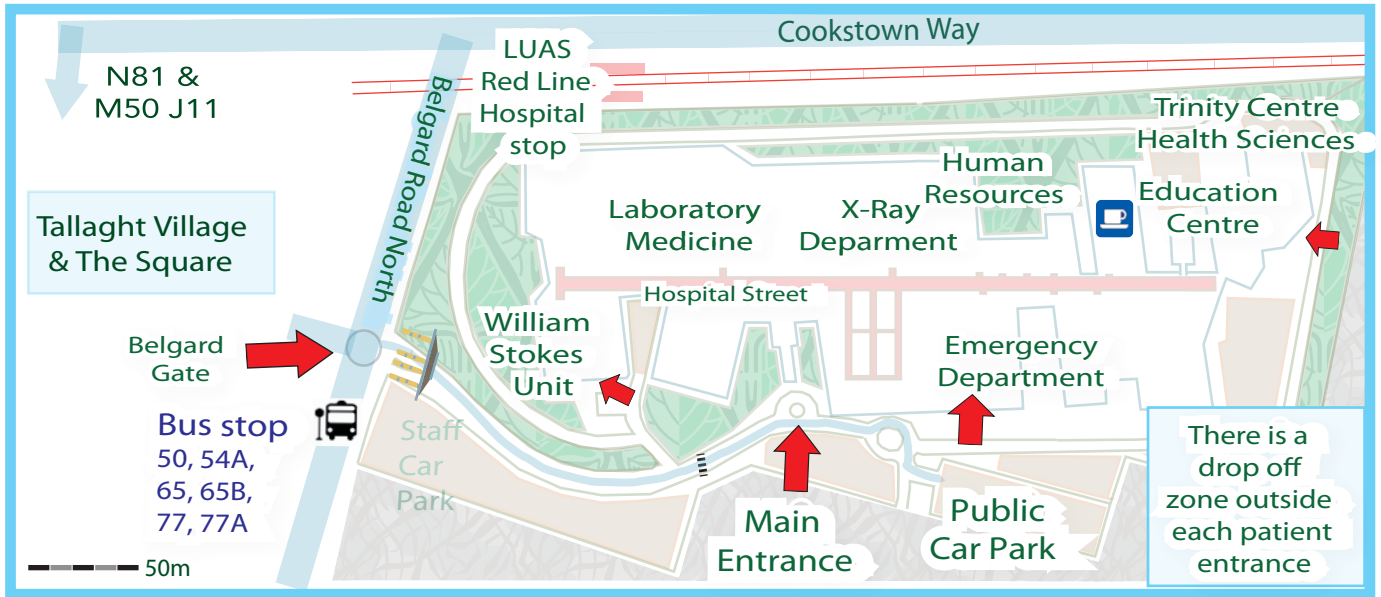 Cookstown Way
N81 &
M50 J11
Belgard Road North
LUAS
Red Line
Hospital
stop
Trinity Centre
Health Sciences
Human
Resources
Education
Centre
Laboratory
Medicine
X-Ray
Deparment
Tallaght Village
& The Square
Hospital Street
William
Stokes
Unit
Belgard
Gate
Emergency
Department
Bus stop
50, 54A,
65, 65B,
77, 77A
Staff
Car
Park
Main
Entrance
Public
Car Park
There is a
drop off
zone outside
each patient
entrance
50m